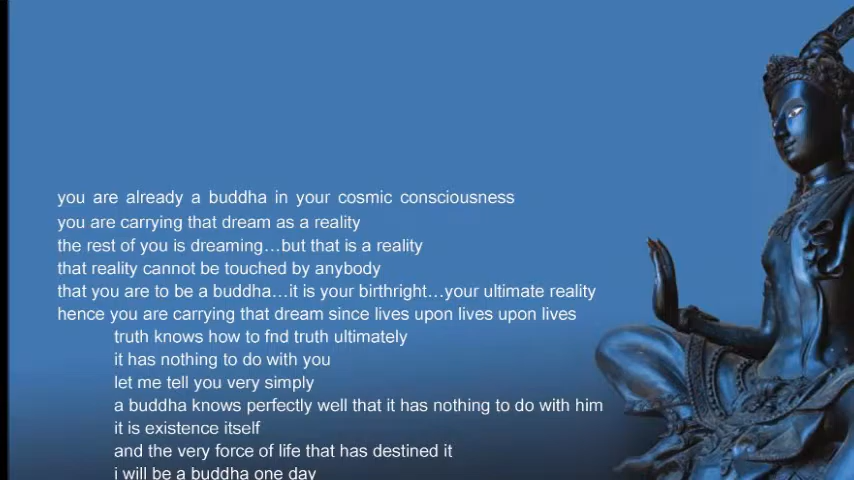 you are already a buddha in your cosmic consciousness
you are carrying that dream as a reality
the rest of you is dreaming…but that is a reality
that reality cannot be touched by anybody
that you are to be a buddha…it is your birthright…your ultimate reality
hence you are carrying that dream since lives upon lives upon lives
truth knows how to fnd truth ultimately
it has nothing to do with you
let me tell you very simply
a buddha knows perfectly well that it has nothing to do with him
it is existence itself
and the very force of life that has destined it
i will be a buddha one day